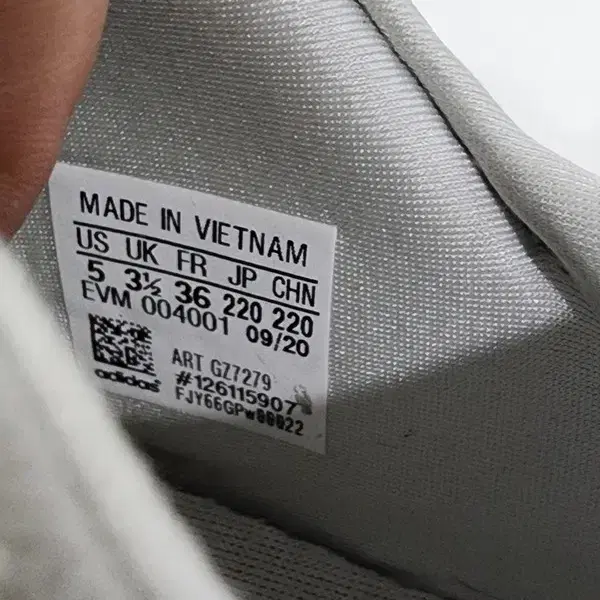 MADE IN VIETNAM
US UK FR JP CHN
5 3½ 36 220 220
EVM 004001 09/20
ART GZ7279
adidas #126115907